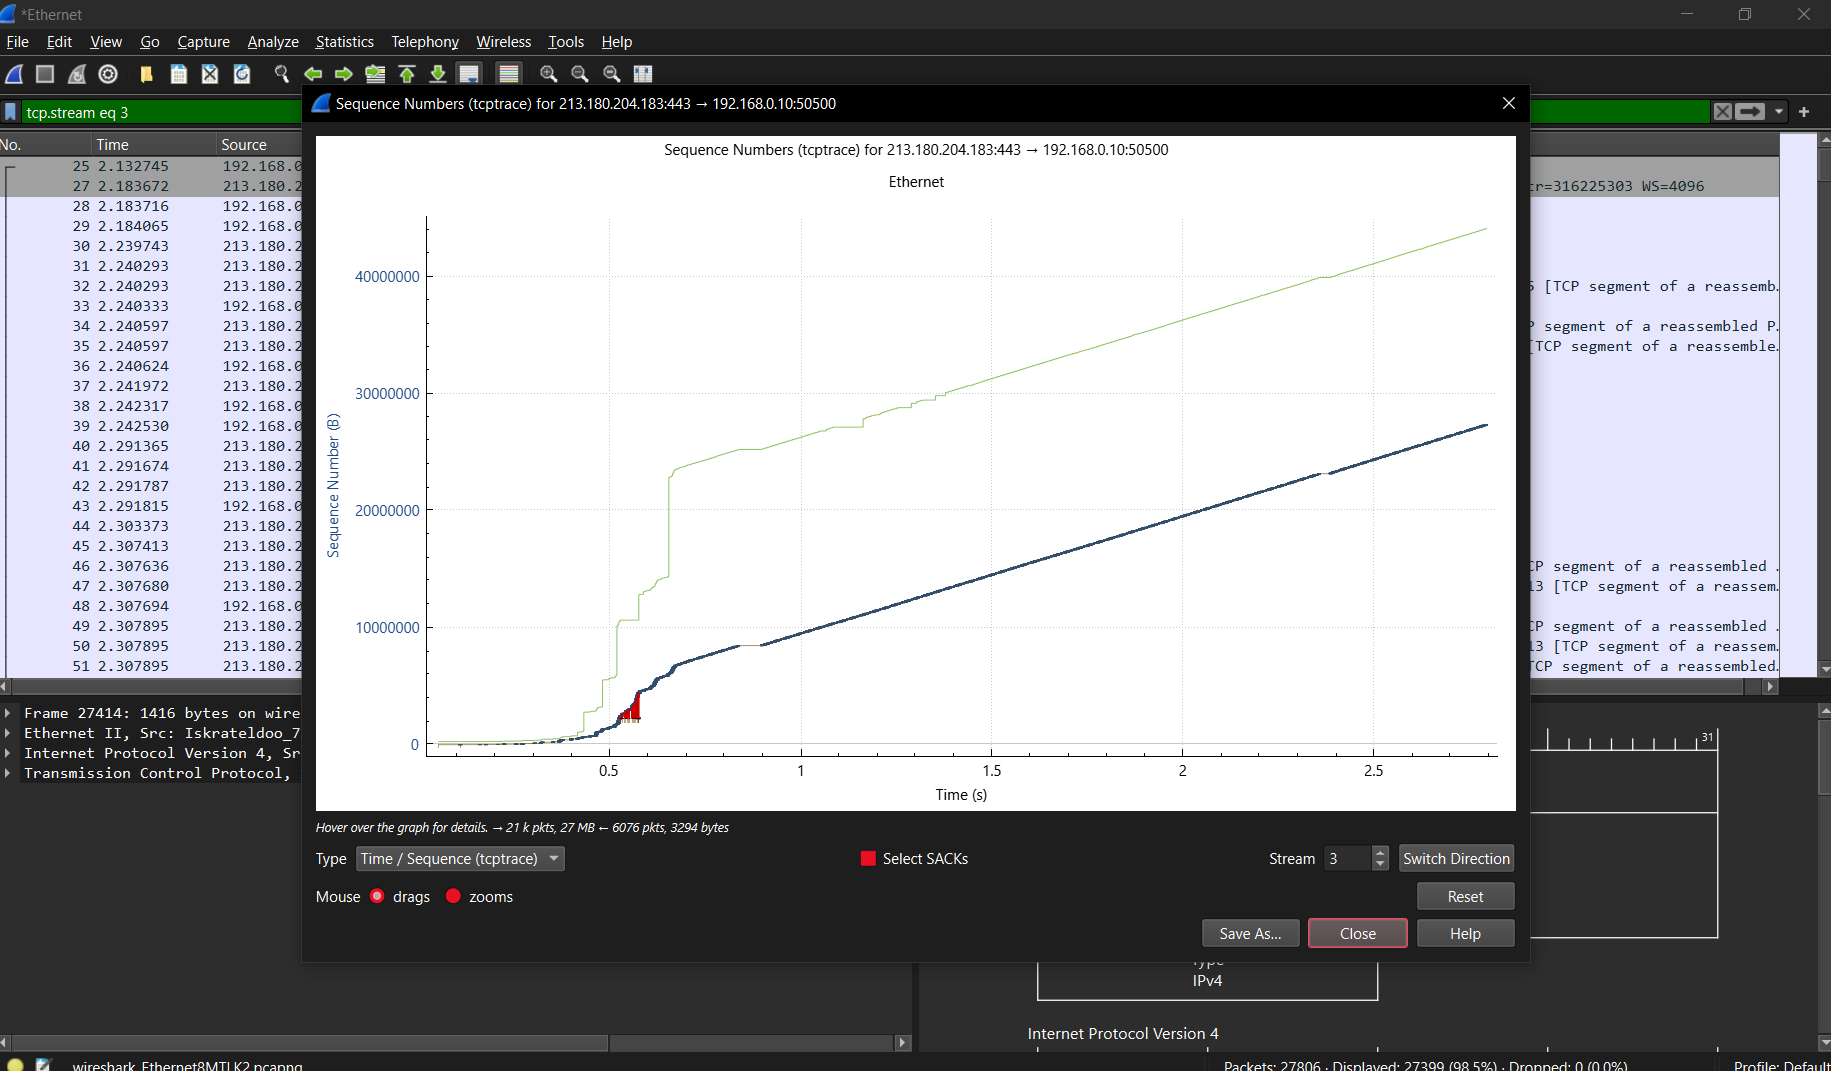 *Ethernet
File Edit View Go Capture Analyze Statistics Telephony Wireless Tools Help
tcp.stream eq 3
Sequence Numbers (tcptrace) for 213.180.204.183:443 → 192.168.0.10:50500
No. Time Source
25 2.132745 192.168.0
27 2.183672 213.180.2 r=316225303 WS=4096
28 2.183716 192.168.0
29 2.184065 192.168.0
30 2.239743 213.180.2
31 2.240293 213.180.2
32 2.240293 213.180.2 [TCP segment of a reassemb.
33 2.240333 192.168.0
34 2.240597 213.180.2 segment of a reassembled P.
35 2.240597 213.180.2 [TCP segment of a reassemble.
36 2.240624 192.168.0
37 2.241972 213.180.2
38 2.242317 192.168.0
39 2.242530 192.168.0
40 2.291365 213.180.2
41 2.291674 213.180.2
42 2.291787 213.180.2
43 2.291815 192.168.0
44 2.303373 213.180.2
45 2.307413 213.180.2
46 2.307636 213.180.2 CP segment of a reassembled .
47 2.307680 213.180.2 13 [TCP segment of a reassem.
48 2.307694 192.168.0
49 2.307895 213.180.2 CP segment of a reassembled .
50 2.307895 213.180.2 13 [TCP segment of a reassem.
51 2.307895 213.180.2 TCP segment of a reassembled.
Sequence Numbers (tcptrace) for 213.180.204.183:443 → 192.168.0.10:50500
Ethernet
40000000
30000000
20000000
10000000
0
Sequence Number (B)
0.5 1 1.5 2 2.5
Time (s)
Hover over the graph for details. → 21 k pkts, 27 MB ← 6076 pkts, 3294 bytes
Type Time / Sequence (tcptrace) Select SACKs Stream 3 Switch Direction
Mouse drags zooms Reset
Save As... Close Help
Frame 27414: 1416 bytes on wire
Ethernet II, Src: Iskrateldoo_7
Internet Protocol Version 4, Sr
Transmission Control Protocol,
31
Type
IPv4
Internet Protocol Version 4
wireshark_Ethernet8MTLK2.pcapng Packets: 27806 · Displayed: 27399 (98.5%) · Dropped: 0 (0.0%) Profile: Default